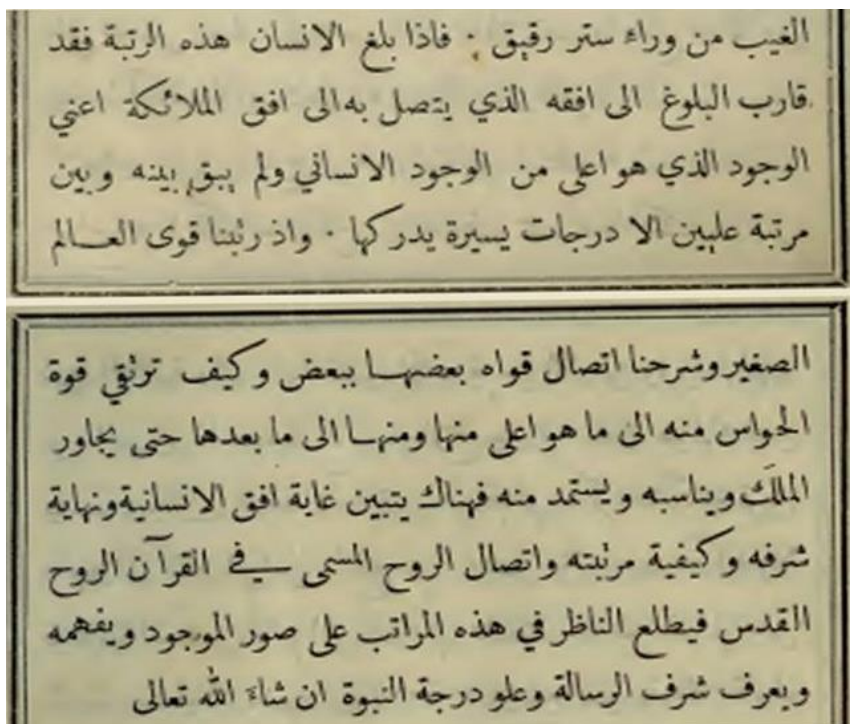 الغيب من وراء ستر رقيق · فاذا بلغ الانسان هذه الرتبة فقد
قارب البلوغ الى افقه الذي يتصل به الى افق الملائكة اعني
الوجود الذي هو اعلى من الوجود الانساني ولم يبق بينه وبين
مرتبة عليين الا درجات يسيرة يدركها · واذ رتبنا قوى العالم
الصغير وشرحنا اتصال قواه بعضها ببعض وكيف ترتقي قوة
الحواس منه الى ما هو اعلى منها ومنها الى ما بعدها حتى يجاور
الملَك ويناسبه ويستمد منه فهناك يتبين غاية افق الانسانية ونهاية
شرفه وكيفية مرتبته واتصال الروح المسمى في القرآن الروح
القدس فيطلع الناظر في هذه المراتب على صور الموجود ويفهمه
ويعرف شرف الرسالة وعلو درجة النبوة ان شاءَ الله تعالى